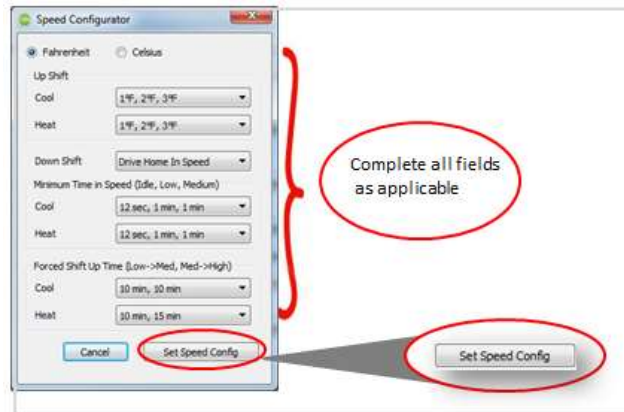 Speed Configurator
Fahrenheit Celsius
Up Shift
Cool 1°F, 2°F, 3°F
Heat 1°F, 2°F, 3°F
Down Shift Drive Home In Speed
Minimum Time in Speed (Idle, Low, Medium)
Cool 12 sec, 1 min, 1 min
Heat 12 sec, 1 min, 1 min
Forced Shift Up Time (Low->Med, Med->High)
Cool 10 min, 10 min
Heat 10 min, 15 min
Cancel Set Speed Config
Complete all fields
as applicable
Set Speed Config